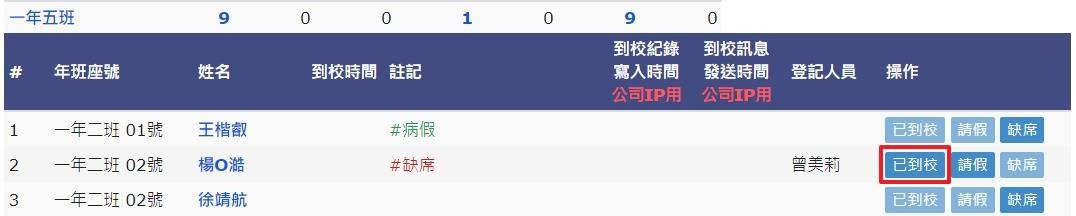 一年五班 9 0 0 1 0 9 0
# 年班座號 姓名 到校時間 註記 到校紀錄 寫入時間 公司IP用 到校訊息 發送時間 公司IP用 登記人員 操作
1 一年二班 01號 王楷叡 #病假 已到校 請假 缺席
2 一年二班 02號 楊O澔 #缺席 曾美莉 已到校 請假 缺席
3 一年二班 02號 徐靖航 已到校 請假 缺席